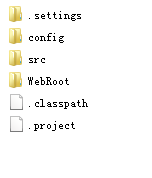 .settings
config
src
WebRoot
.classpath
.project